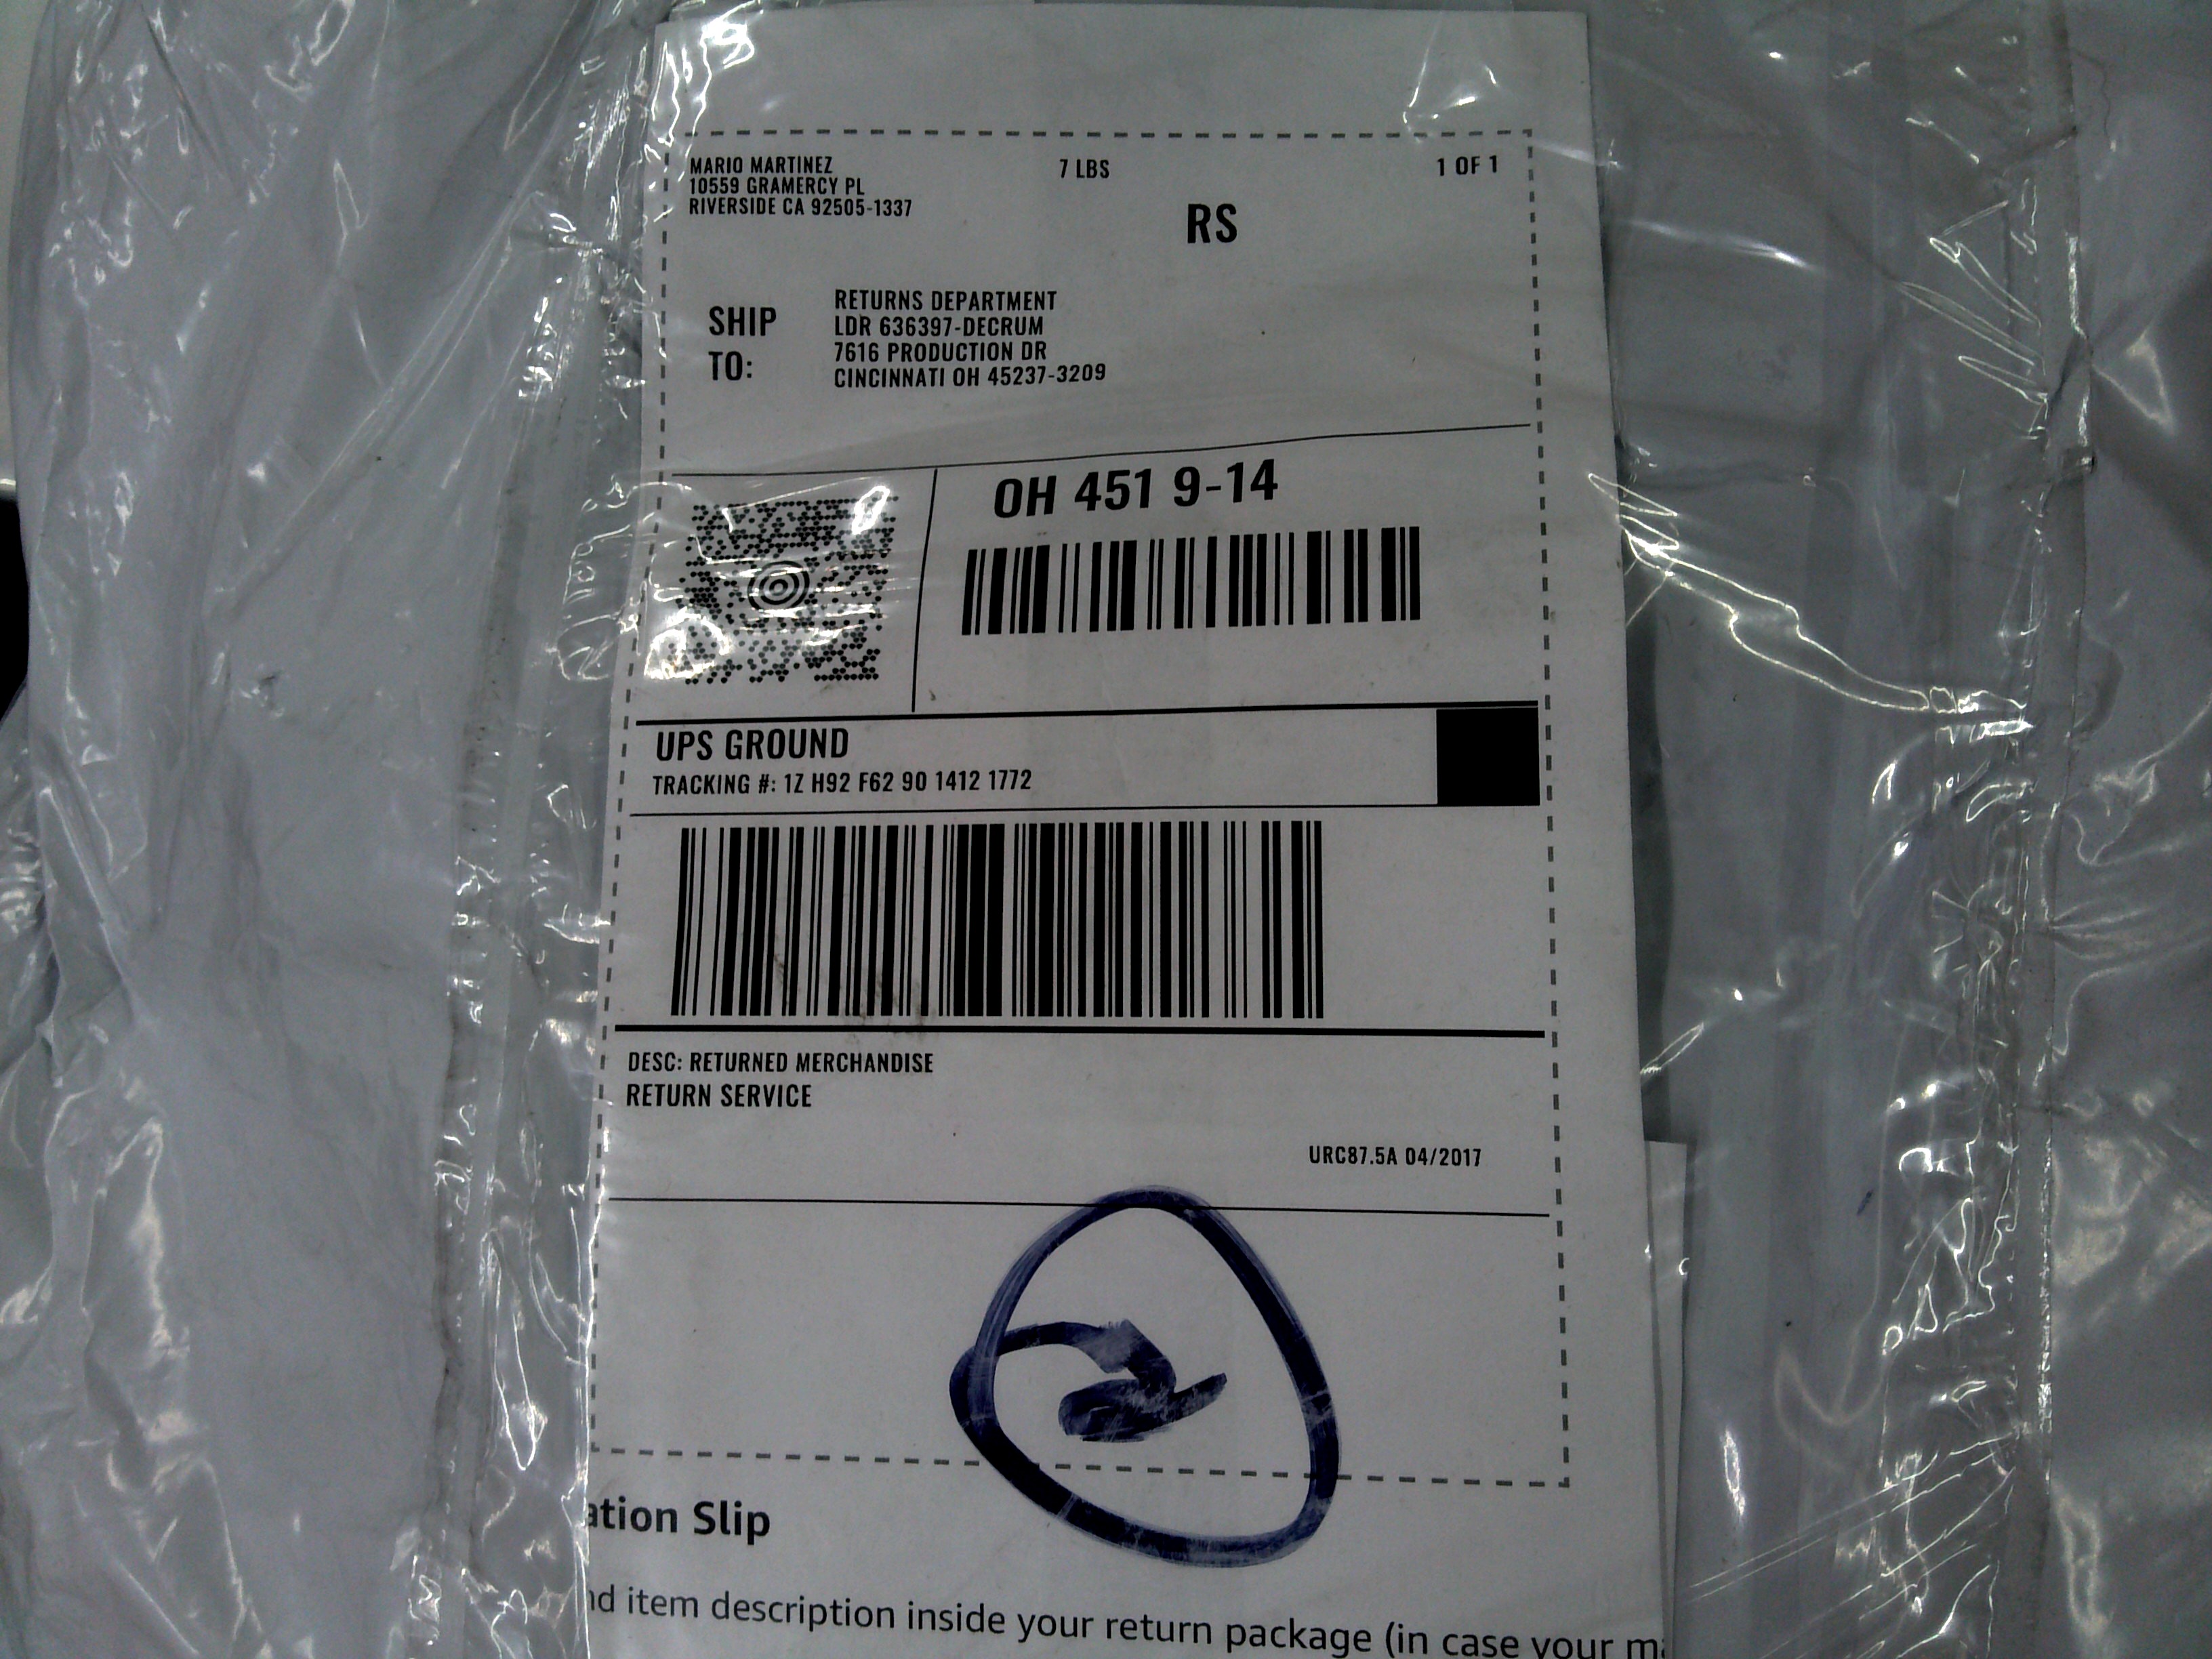 MARIO MARTINEZ
10559 GRAMERCY PL
RIVERSIDE CA 92505-1337
7 LBS
1 OF 1
RS
SHIP
TO:
RETURNS DEPARTMENT
LDR 636397-DECRUM
7616 PRODUCTION DR
CINCINNATI OH 45237-3209
OH 451 9-14
UPS GROUND
TRACKING #: 1Z H92 F62 90 1412 1772
DESC: RETURNED MERCHANDISE
RETURN SERVICE
URC87.5A 04/2017
2
ation Slip
nd item description inside your return package (in case your ma